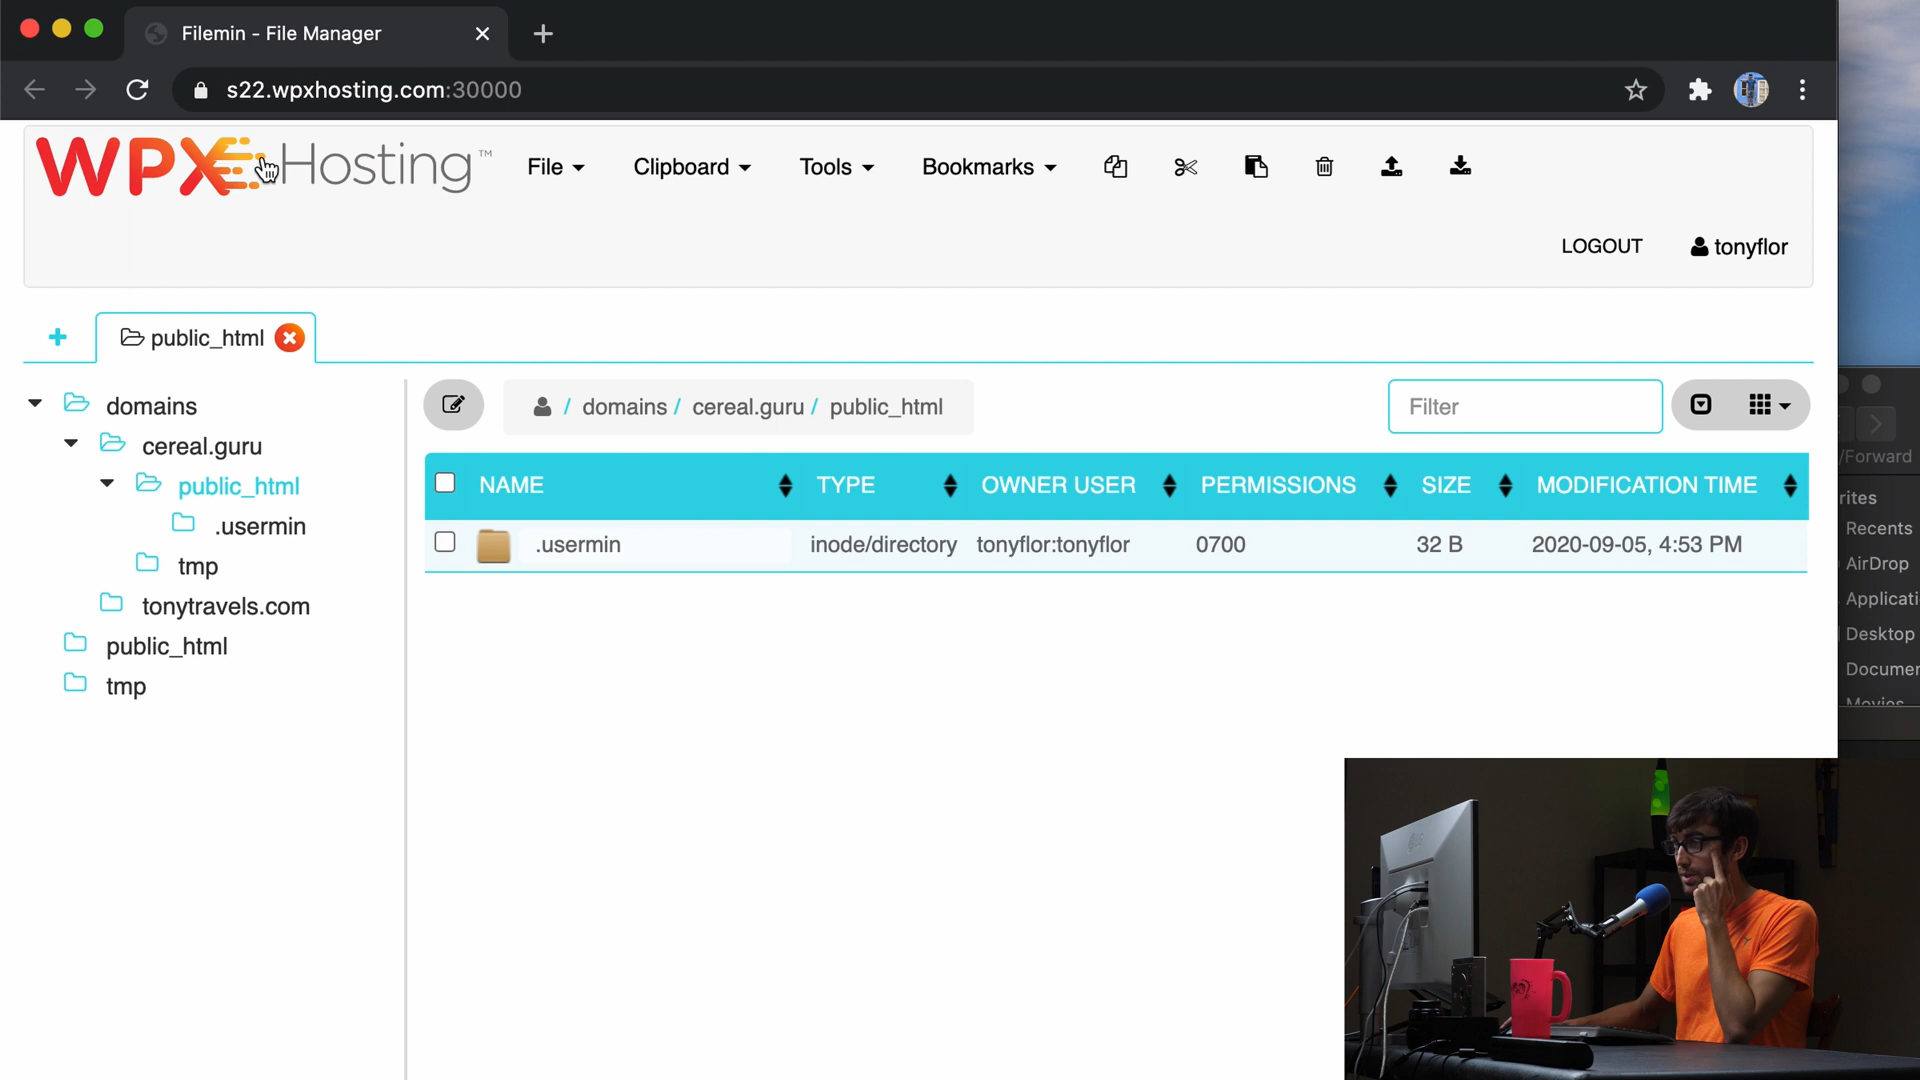 Filemin - File Manager
s22.wpxhosting.com:30000
WPX Hosting™
File
Clipboard
Tools
Bookmarks
LOGOUT
tonyflor
public_html
domains
cereal.guru
public_html
.usermin
tmp
tonytravels.com
public_html
tmp
/ domains / cereal.guru / public_html
Filter
NAME TYPE OWNER USER PERMISSIONS SIZE MODIFICATION TIME
.usermin inode/directory tonyflor:tonyflor 0700 32 B 2020-09-05, 4:53 PM
/Forward
rites
Recents
AirDrop
Applicati
Desktop
Documen
Movies